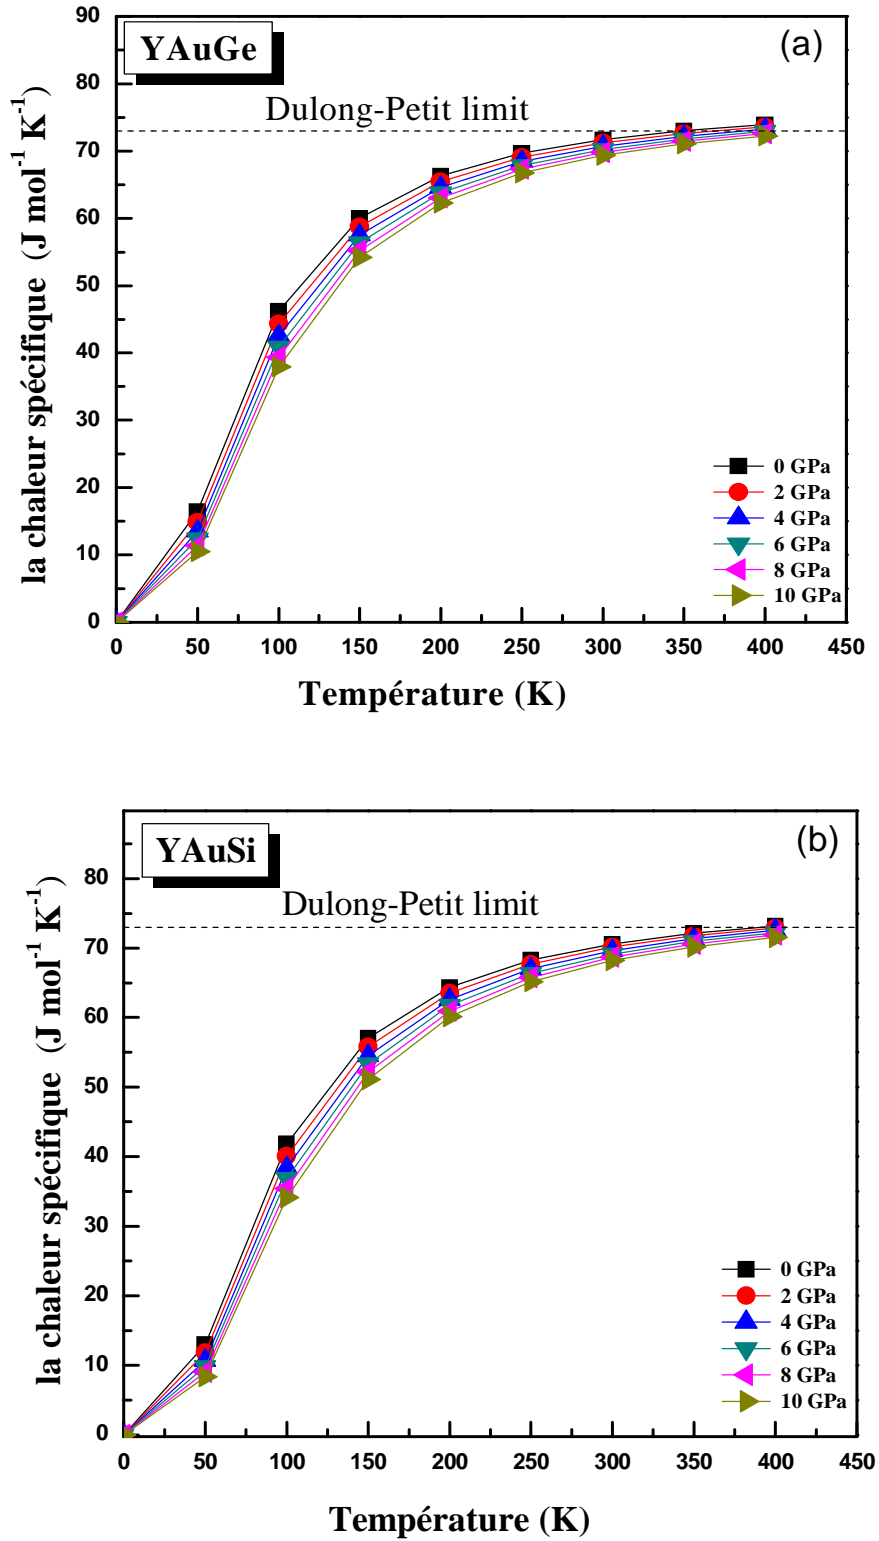 YAuGe
(a)
Dulong-Petit limit
la chaleur spécifique (J mol⁻¹ K⁻¹)
90
80
70
60
50
40
30
20
10
0
0 GPa
2 GPa
4 GPa
6 GPa
8 GPa
10 GPa
0 50 100 150 200 250 300 350 400 450
Température (K)
YAuSi
(b)
Dulong-Petit limit
la chaleur spécifique (J mol⁻¹ K⁻¹)
80
70
60
50
40
30
20
10
0
0 GPa
2 GPa
4 GPa
6 GPa
8 GPa
10 GPa
0 50 100 150 200 250 300 350 400 450
Température (K)